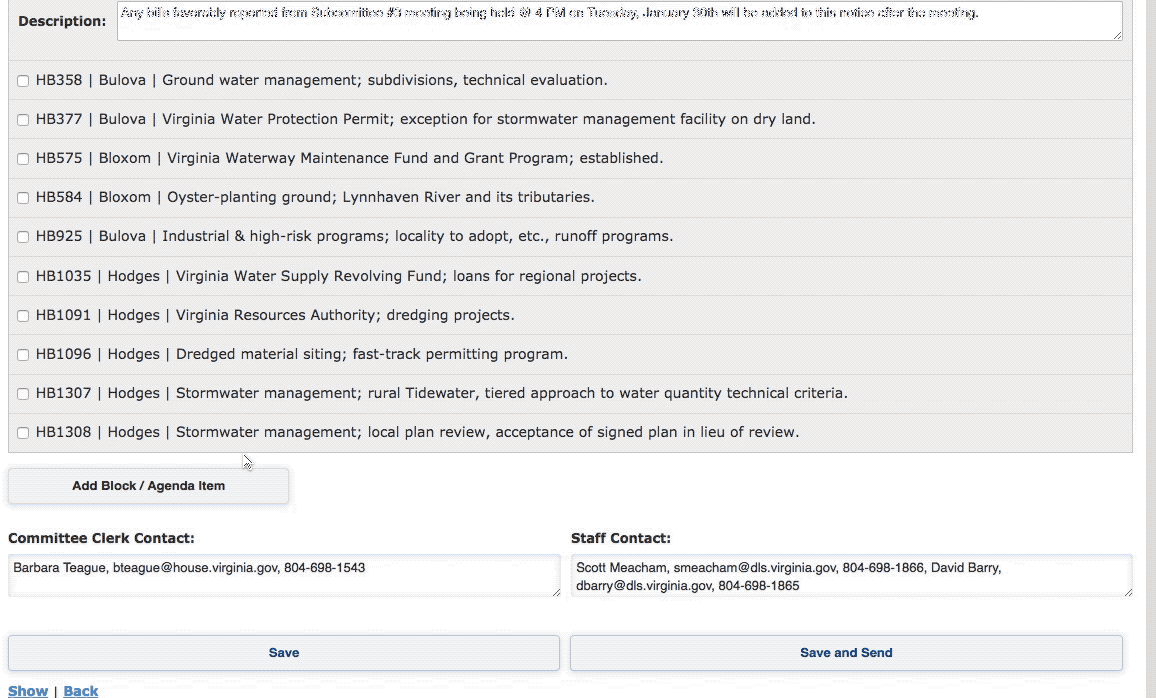 Description:
Any bills favorably reported from Subcomittee #3 meeting being held @ 4 PM on Tuesday, January 30th will be added to this notice after the meeting.
HB358 | Bulova | Ground water management; subdivisions, technical evaluation.
HB377 | Bulova | Virginia Water Protection Permit; exception for stormwater management facility on dry land.
HB575 | Bloxom | Virginia Waterway Maintenance Fund and Grant Program; established.
HB584 | Bloxom | Oyster-planting ground; Lynnhaven River and its tributaries.
HB925 | Bulova | Industrial & high-risk programs; locality to adopt, etc., runoff programs.
HB1035 | Hodges | Virginia Water Supply Revolving Fund; loans for regional projects.
HB1091 | Hodges | Virginia Resources Authority; dredging projects.
HB1096 | Hodges | Dredged material siting; fast-track permitting program.
HB1307 | Hodges | Stormwater management; rural Tidewater, tiered approach to water quantity technical criteria.
HB1308 | Hodges | Stormwater management; local plan review, acceptance of signed plan in lieu of review.
Add Block / Agenda Item
Committee Clerk Contact:
Barbara Teague, bteague@house.virginia.gov, 804-698-1543
Staff Contact:
Scott Meacham, smeacham@dls.virginia.gov, 804-698-1866, David Barry,
dbarry@dls.virginia.gov, 804-698-1865
Save
Save and Send
Show | Back